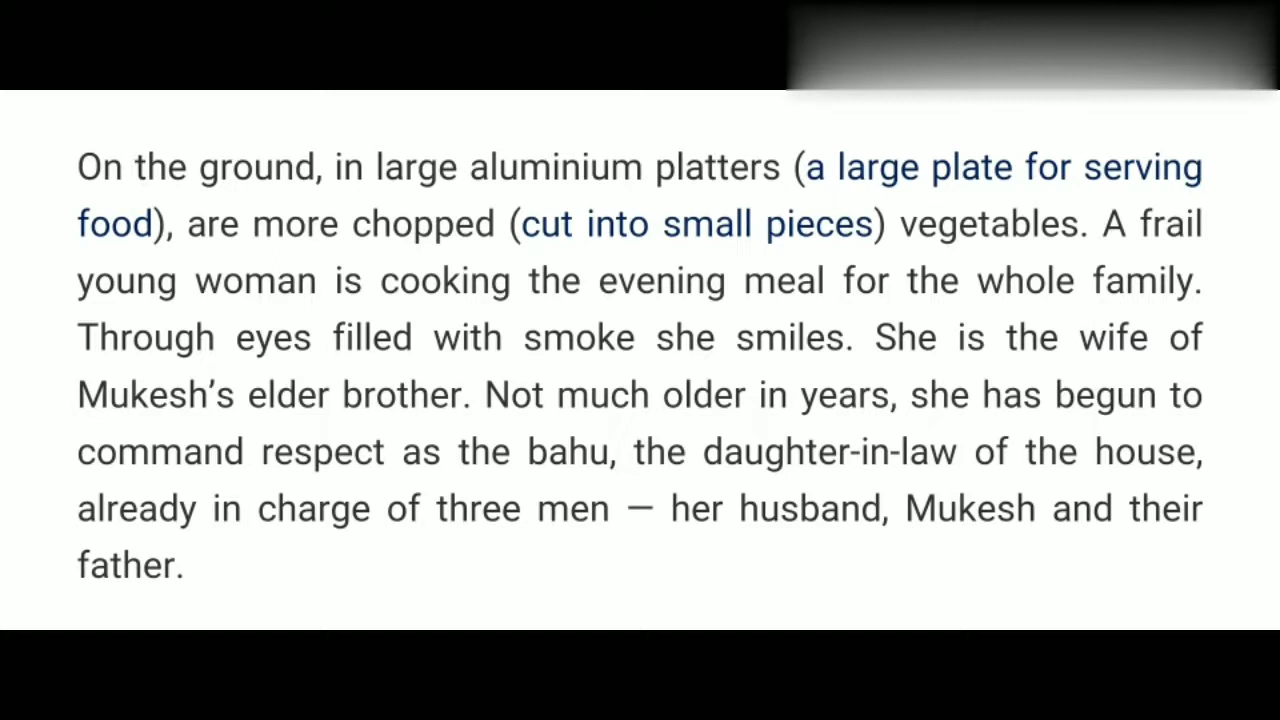 On the ground, in large aluminium platters (a large plate for serving
food), are more chopped (cut into small pieces) vegetables. A frail
young woman is cooking the evening meal for the whole family.
Through eyes filled with smoke she smiles. She is the wife of
Mukesh’s elder brother. Not much older in years, she has begun to
command respect as the bahu, the daughter-in-law of the house,
already in charge of three men — her husband, Mukesh and their
father.